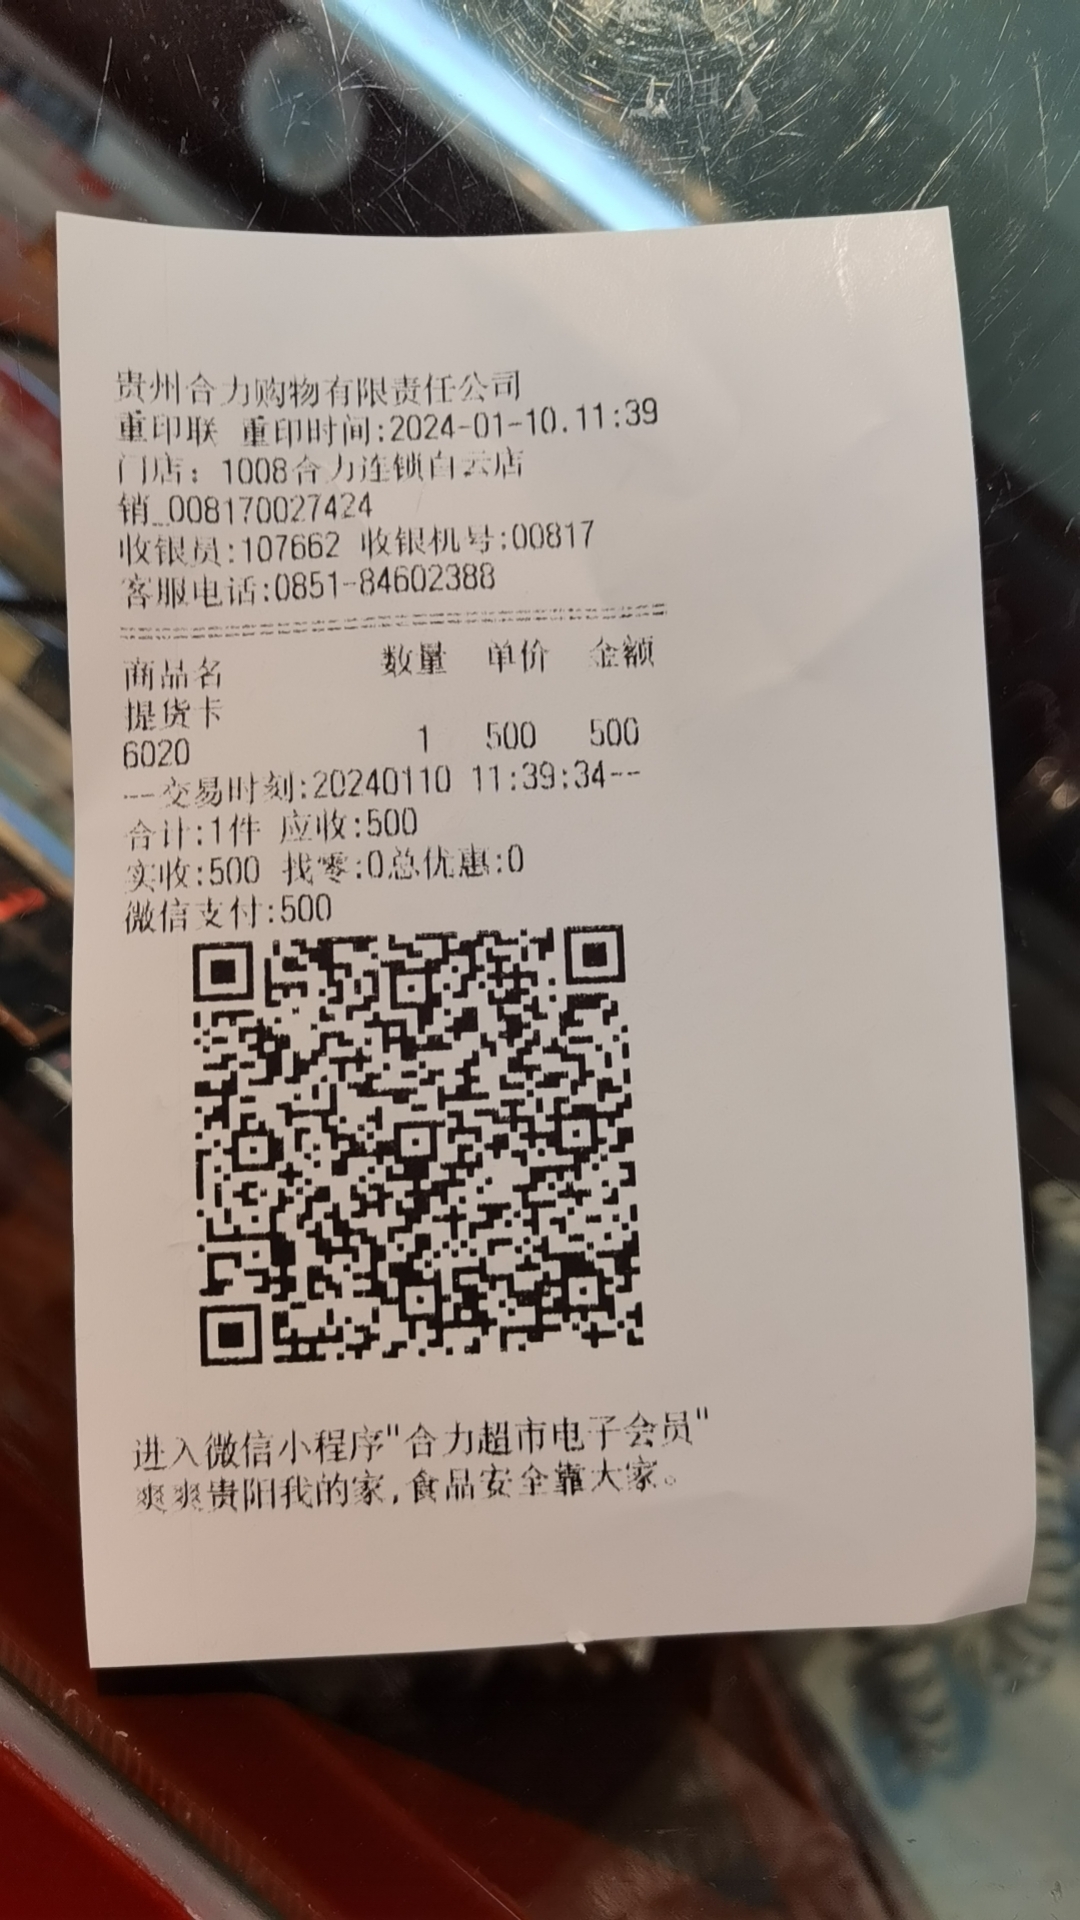 贵州合力购物有限责任公司
重印联 重印时间:2024-01-10.11:39
门店：1008合力连锁白云店
销_008170027424
收银员:107662 收银机号:00817
客服电话:0851-84602388
商品名 数量 单价 金额
提货卡
6020 1 500 500
---交易时刻:20240110 11:39:34--
合计:1件 应收:500
实收:500 找零:0总优惠:0
微信支付:500
进入微信小程序"合力超市电子会员"
爽爽贵阳我的家,食品安全靠大家。